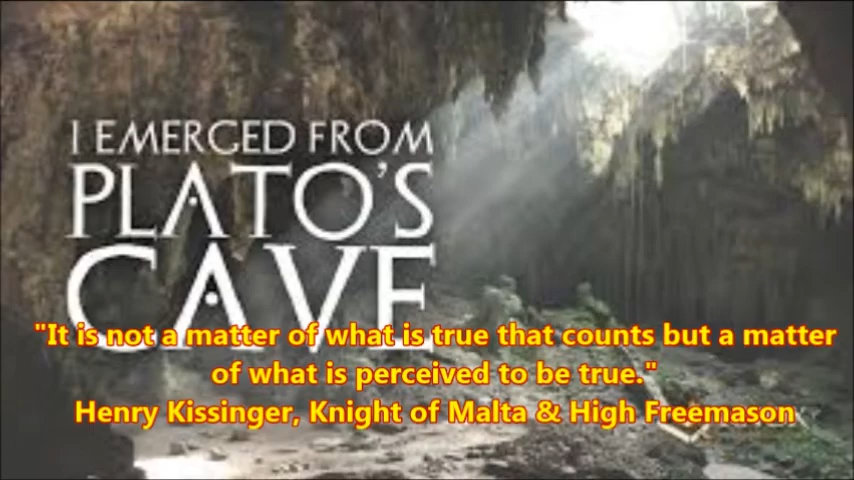 I EMERGED FROM
PLATO'S
CAVE
"It is not a matter of what is true that counts but a matter
of what is perceived to be true."
Henry Kissinger, Knight of Malta & High Freemason